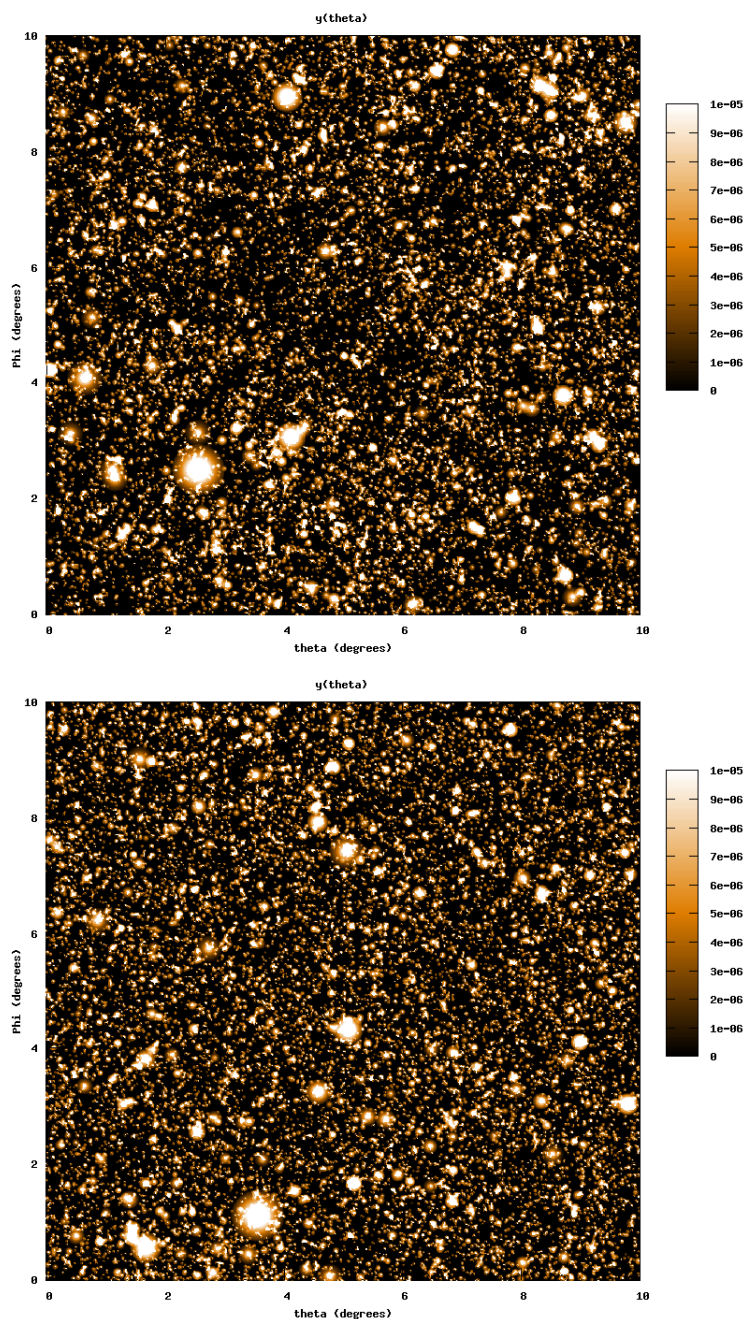 y(theta)
10
8
6
4
2
0
Phi (degrees)
0 2 4 6 8 10
theta (degrees)
1e-05
9e-06
8e-06
7e-06
6e-06
5e-06
4e-06
3e-06
2e-06
1e-06
0
y(theta)
10
8
6
4
2
0
Phi (degrees)
0 2 4 6 8 10
theta (degrees)
1e-05
9e-06
8e-06
7e-06
6e-06
5e-06
4e-06
3e-06
2e-06
1e-06
0